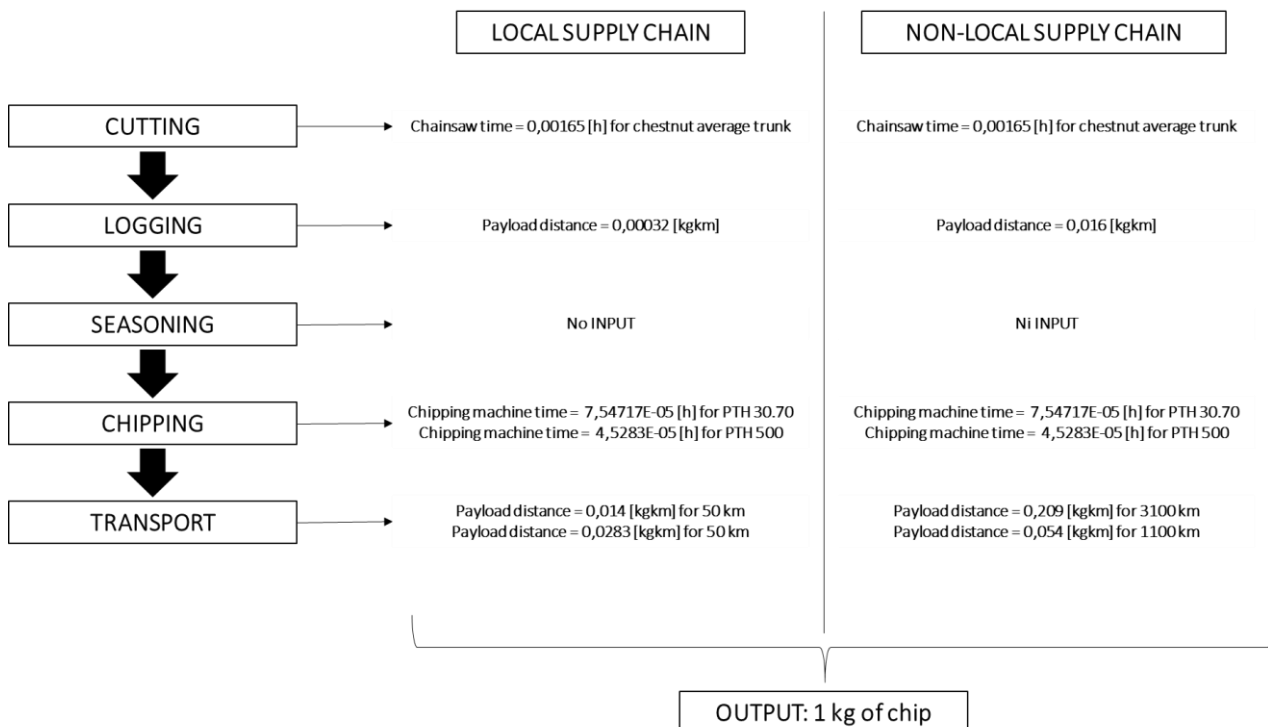 LOCAL SUPPLY CHAIN
NON-LOCAL SUPPLY CHAIN
CUTTING
Chainsaw time = 0,00165 [h] for chestnut average trunk
Chainsaw time = 0,00165 [h] for chestnut average trunk
LOGGING
Payload distance = 0,00032 [kgkm]
Payload distance = 0,016 [kgkm]
SEASONING
No INPUT
Ni INPUT
CHIPPING
Chipping machine time = 7,54717E-05 [h] for PTH 30.70
Chipping machine time = 4,5283E-05 [h] for PTH 500
Chipping machine time = 7,54717E-05 [h] for PTH 30.70
Chipping machine time = 4,5283E-05 [h] for PTH 500
TRANSPORT
Payload distance = 0,014 [kgkm] for 50 km
Payload distance = 0,0283 [kgkm] for 50 km
Payload distance = 0,209 [kgkm] for 3100 km
Payload distance = 0,054 [kgkm] for 1100 km
OUTPUT: 1 kg of chip